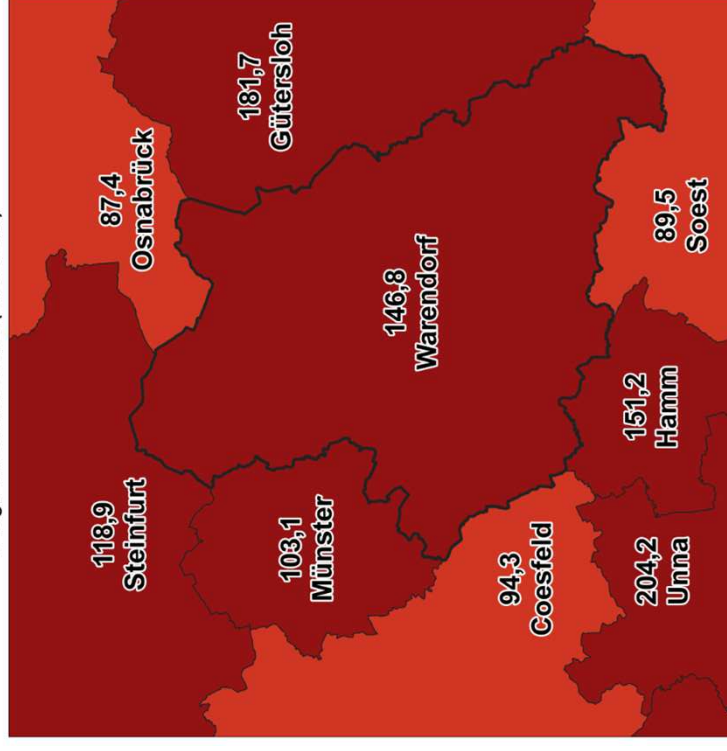 118,9
Steinfurt
87,4
Osnabrück
181,7
Gütersloh
103,1
Münster
146,8
Warendorf
94,3
Coesfeld
89,5
Soest
151,2
Hamm
204,2
Unna